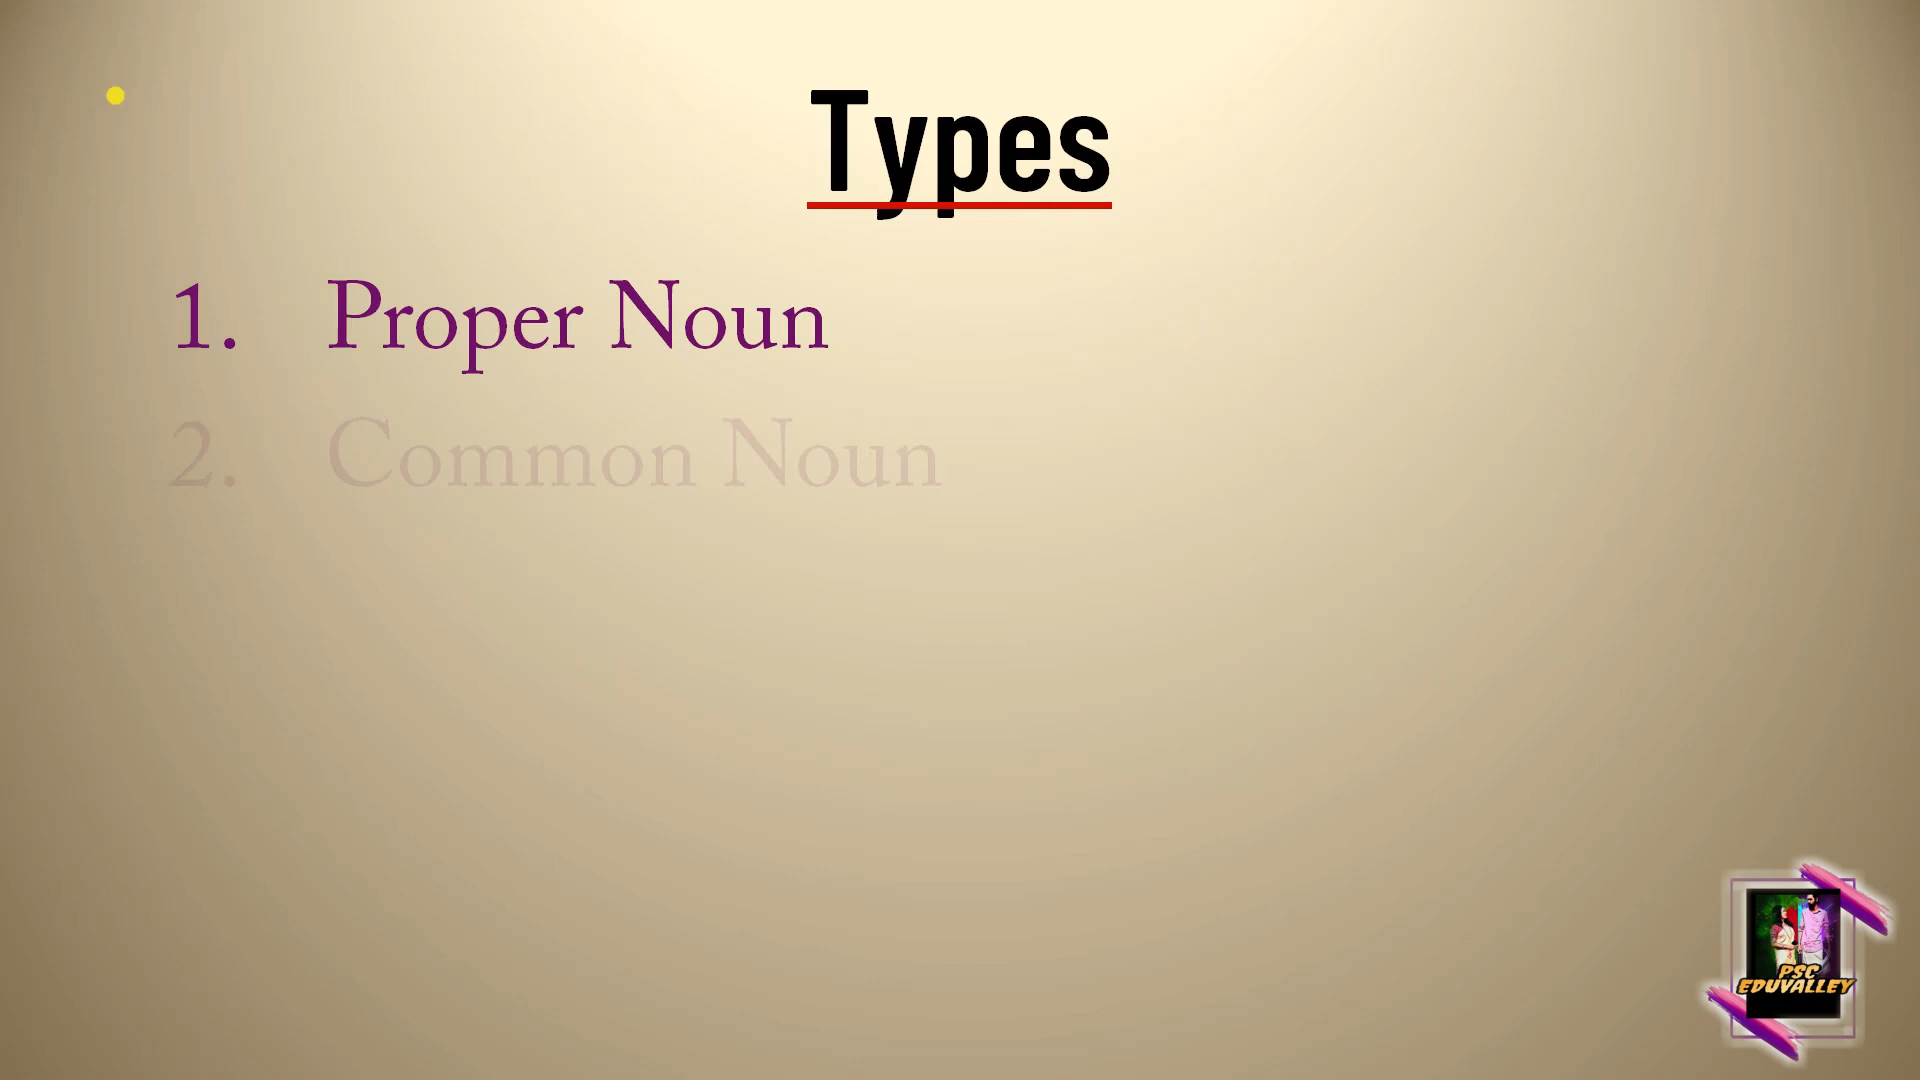 Types
1. Proper Noun
2. Common Noun
PSC
EDUVALLEY